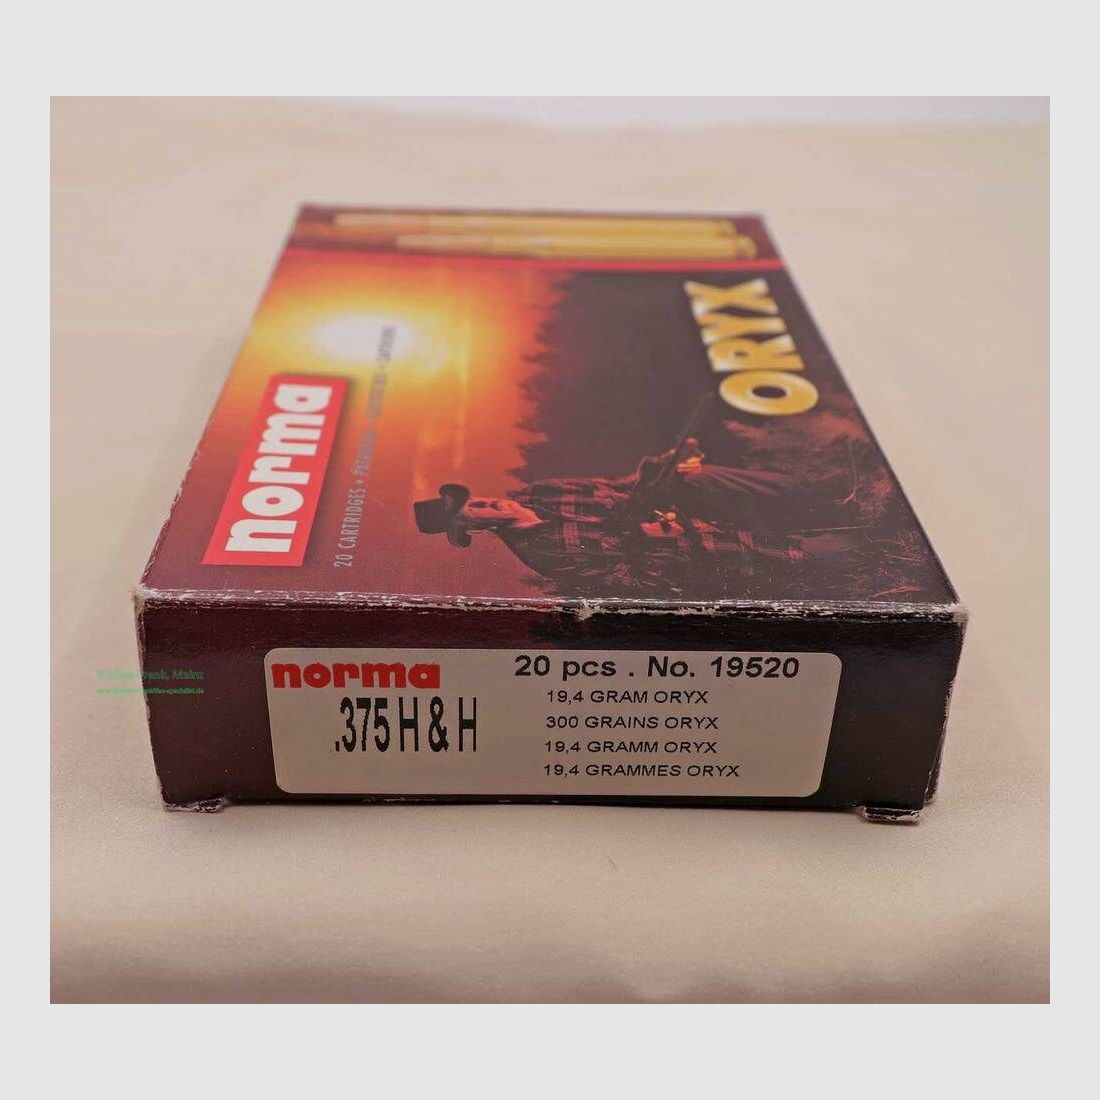 ORYX
norma
20 CARTRIDGES • PATRONEN
norma
.375 H & H
20 pcs . No. 19520
19,4 GRAM ORYX
300 GRAINS ORYX
19,4 GRAMM ORYX
19,4 GRAMMES ORYX